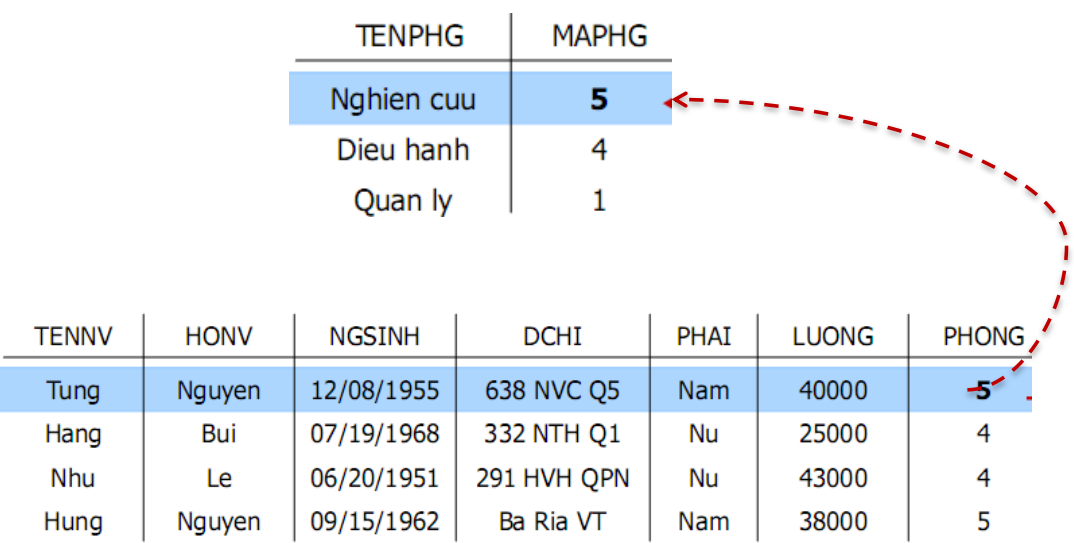 TENPHG MAPHG
Nghien cuu 5
Dieu hanh 4
Quan ly 1
TENNV HONV NGSINH DCHI PHAI LUONG PHONG
Tung Nguyen 12/08/1955 638 NVC Q5 Nam 40000 5
Hang Bui 07/19/1968 332 NTH Q1 Nu 25000 4
Nhu Le 06/20/1951 291 HVH QPN Nu 43000 4
Hung Nguyen 09/15/1962 Ba Ria VT Nam 38000 5